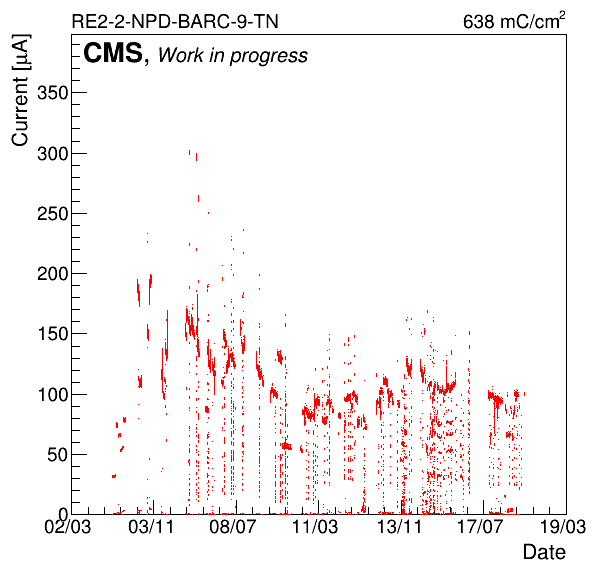 RE2-2-NPD-BARC-9-TN 638 mC/cm²
CMS, Work in progress
Current [μA]
350
300
250
200
150
100
50
0
02/03 03/11 08/07 11/03 13/11 17/07 19/03
Date